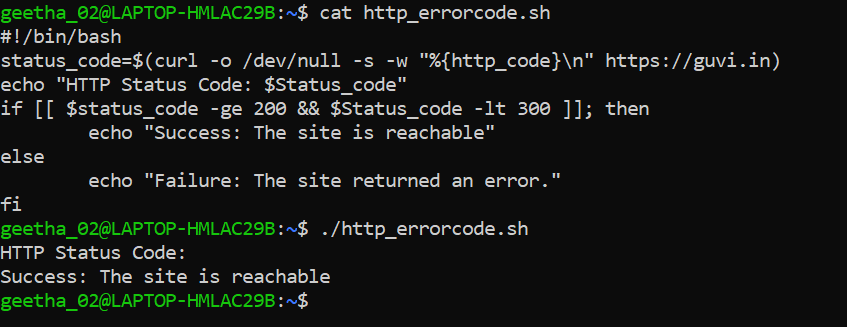 geetha_02@LAPTOP-HMLAC29B:~$ cat http_errorcode.sh
#!/bin/bash
status_code=$(curl -o /dev/null -s -w "%{http_code}\n" https://guvi.in)
echo "HTTP Status Code: $Status_code"
if [[ $status_code -ge 200 && $Status_code -lt 300 ]]; then
        echo "Success: The site is reachable"
else
        echo "Failure: The site returned an error."
fi
geetha_02@LAPTOP-HMLAC29B:~$ ./http_errorcode.sh
HTTP Status Code:
Success: The site is reachable
geetha_02@LAPTOP-HMLAC29B:~$